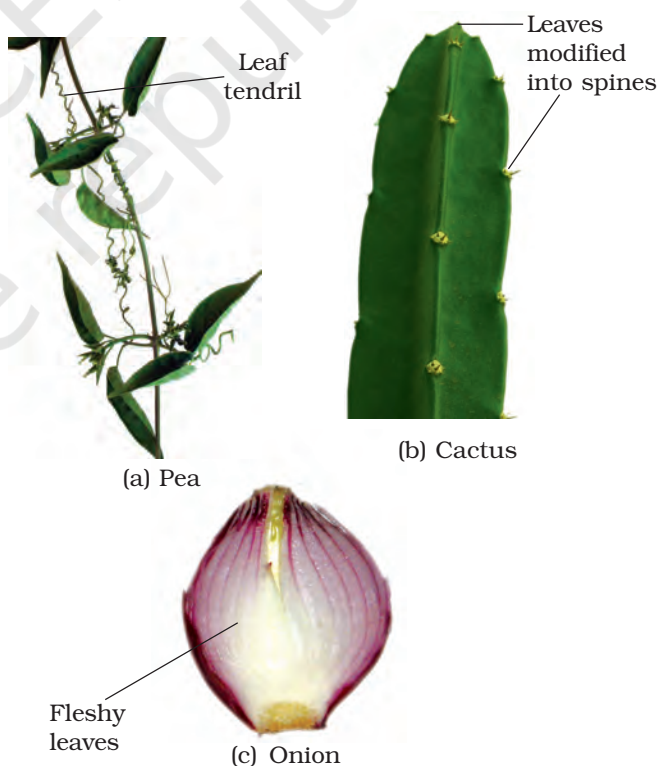 Leaf
tendril
Leaves
modified
into spines
(a) Pea
(b) Cactus
Fleshy
leaves
(c) Onion